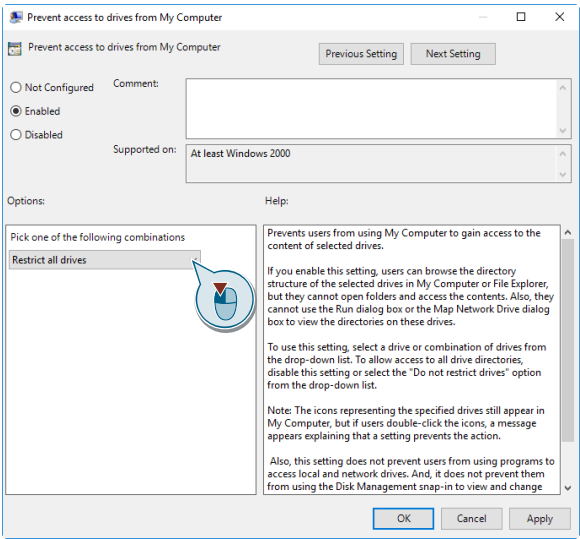 Prevent access to drives from My Computer
Prevent access to drives from My Computer
Previous Setting
Next Setting
Not Configured
Comment:
Enabled
Disabled
Supported on:
At least Windows 2000
Options:
Help:
Pick one of the following combinations
Restrict all drives
Prevents users from using My Computer to gain access to the
content of selected drives.
If you enable this setting, users can browse the directory
structure of the selected drives in My Computer or File Explorer,
but they cannot open folders and access the contents. Also, they
cannot use the Run dialog box or the Map Network Drive dialog
box to view the directories on these drives.
To use this setting, select a drive or combination of drives from
the drop-down list. To allow access to all drive directories,
disable this setting or select the "Do not restrict drives" option
from the drop-down list.
Note: The icons representing the specified drives still appear in
My Computer, but if users double-click the icons, a message
appears explaining that a setting prevents the action.
Also, this setting does not prevent users from using programs to
access local and network drives. And, it does not prevent them
from using the Disk Management snap-in to view and change
OK
Cancel
Apply